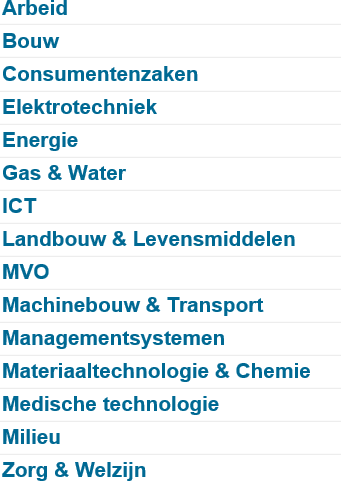 Arbeid
Bouw
Consumentenzaken
Elektrotechniek
Energie
Gas & Water
ICT
Landbouw & Levensmiddelen
MVO
Machinebouw & Transport
Managementsystemen
Materiaaltechnologie & Chemie
Medische technologie
Milieu
Zorg & Welzijn